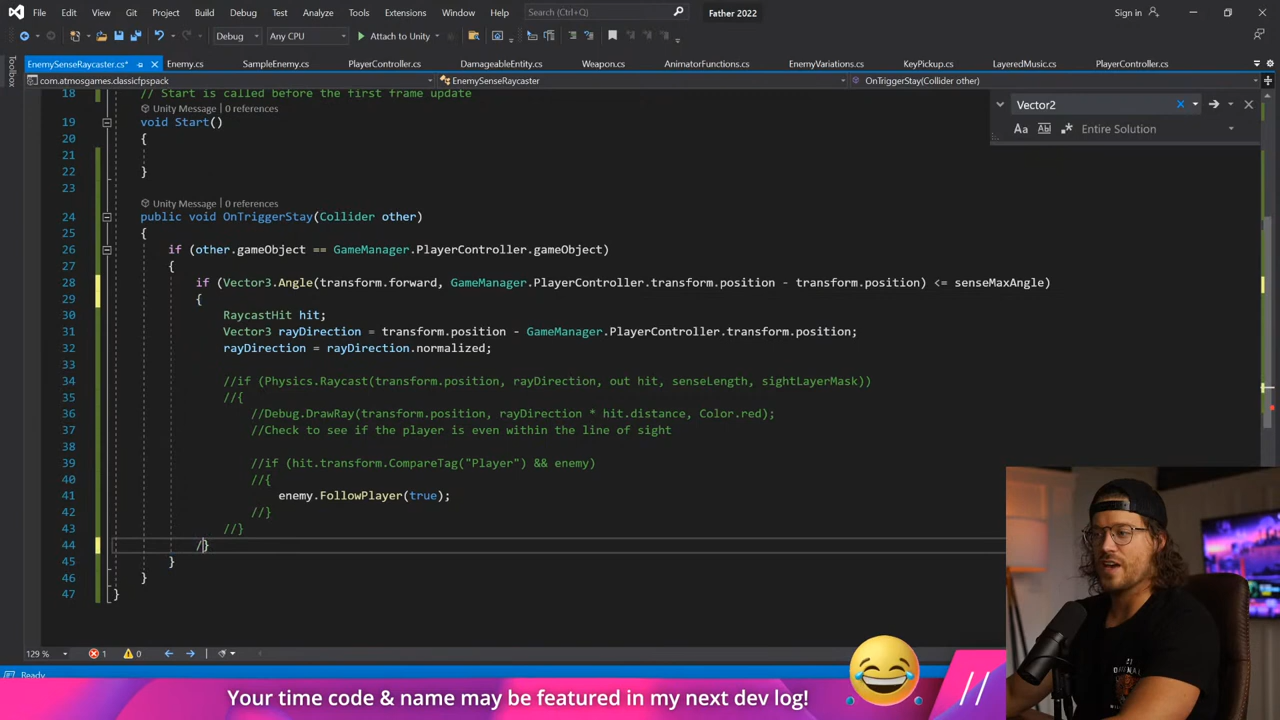 File Edit View Git Project Build Debug Test Analyze Tools Extensions Window Help Search (Ctrl+Q) Father 2022 Sign in
Debug Any CPU Attach to Unity
EnemySenseRaycaster.cs* Enemy.cs SampleEnemy.cs PlayerController.cs DamageableEntity.cs Weapon.cs AnimatorFunctions.cs EnemyVariations.cs KeyPickup.cs LayeredMusic.cs PlayerController.cs
Toolbox
com.atmosgames.classicfpspack EnemySenseRaycaster OnTriggerStay(Collider other)
Vector2
Aa Ab Entire Solution
18 // Start is called before the first frame update
Unity Message | 0 references
19 void Start()
20 {
21
22 }
23
Unity Message | 0 references
24 public void OnTriggerStay(Collider other)
25 {
26 if (other.gameObject == GameManager.PlayerController.gameObject)
27 {
28 if (Vector3.Angle(transform.forward, GameManager.PlayerController.transform.position - transform.position) <= senseMaxAngle)
29 {
30 RaycastHit hit;
31 Vector3 rayDirection = transform.position - GameManager.PlayerController.transform.position;
32 rayDirection = rayDirection.normalized;
33
34 //if (Physics.Raycast(transform.position, rayDirection, out hit, senseLength, sightLayerMask))
35 //{
36 //Debug.DrawRay(transform.position, rayDirection * hit.distance, Color.red);
37 //Check to see if the player is even within the line of sight
38
39 //if (hit.transform.CompareTag("Player") && enemy)
40 //{
41 enemy.FollowPlayer(true);
42 //}
43 //}
44 /}
45 }
46 }
47 }
129 % 1 0
Ready
Your time code & name may be featured in my next dev log! //